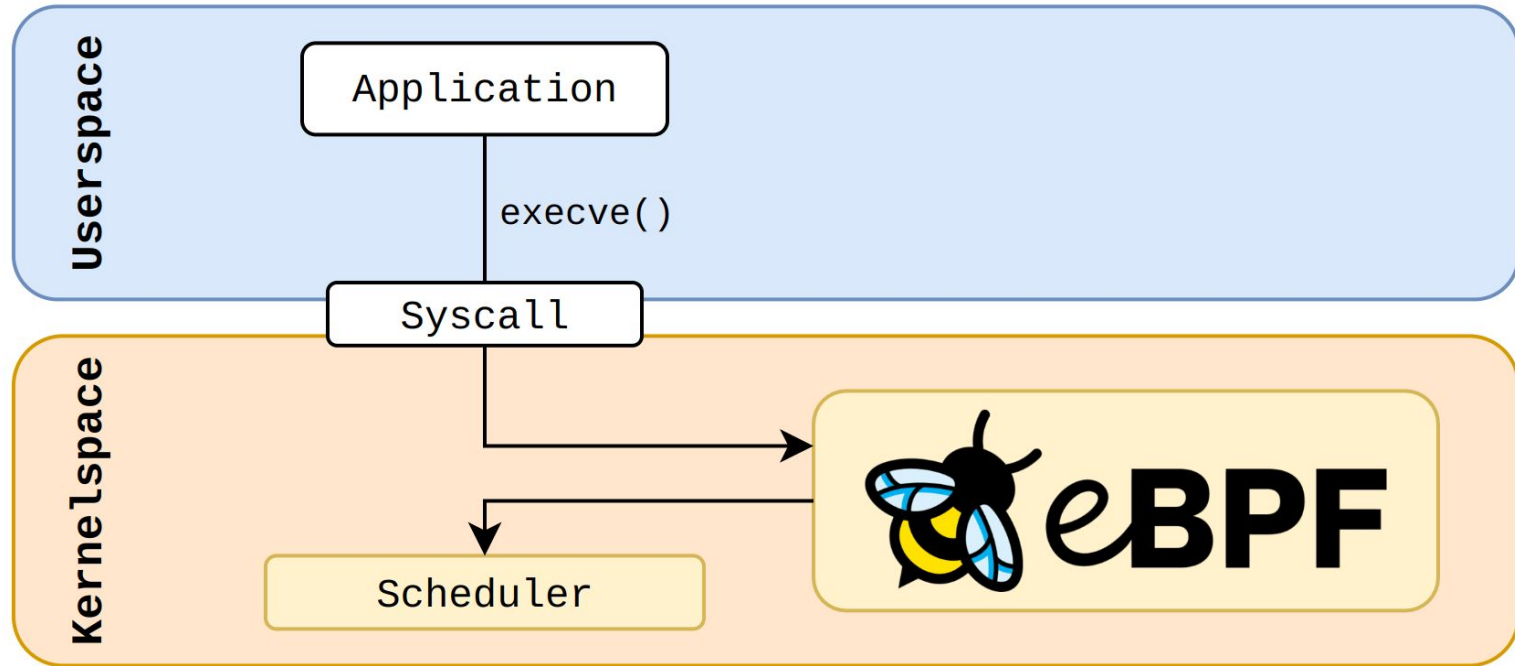 Userspace
Application
execve()
Syscall
Kernelspace
eBPF
Scheduler